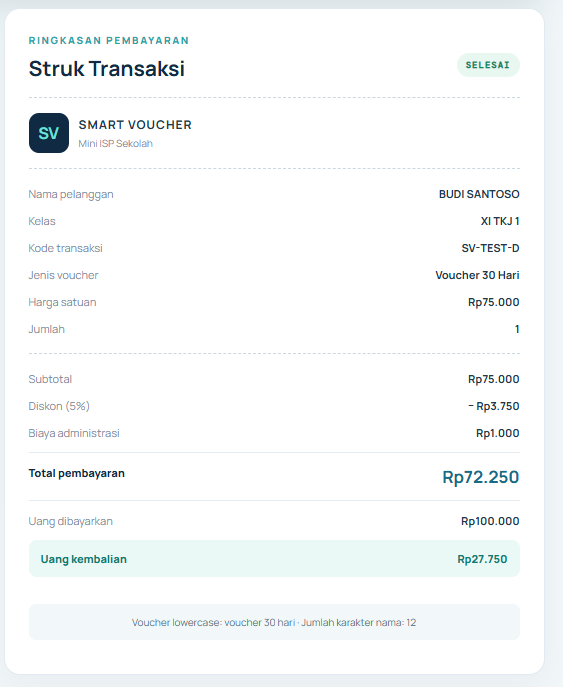 RINGKASAN PEMBAYARAN
Struk Transaksi
SELESAI
SV
SMART VOUCHER
Mini ISP Sekolah
Nama pelanggan BUDI SANTOSO
Kelas XI TKJ 1
Kode transaksi SV-TEST-D
Jenis voucher Voucher 30 Hari
Harga satuan Rp75.000
Jumlah 1
Subtotal Rp75.000
Diskon (5%) − Rp3.750
Biaya administrasi Rp1.000
Total pembayaran Rp72.250
Uang dibayarkan Rp100.000
Uang kembalian Rp27.750
Voucher lowercase: voucher 30 hari · Jumlah karakter nama: 12